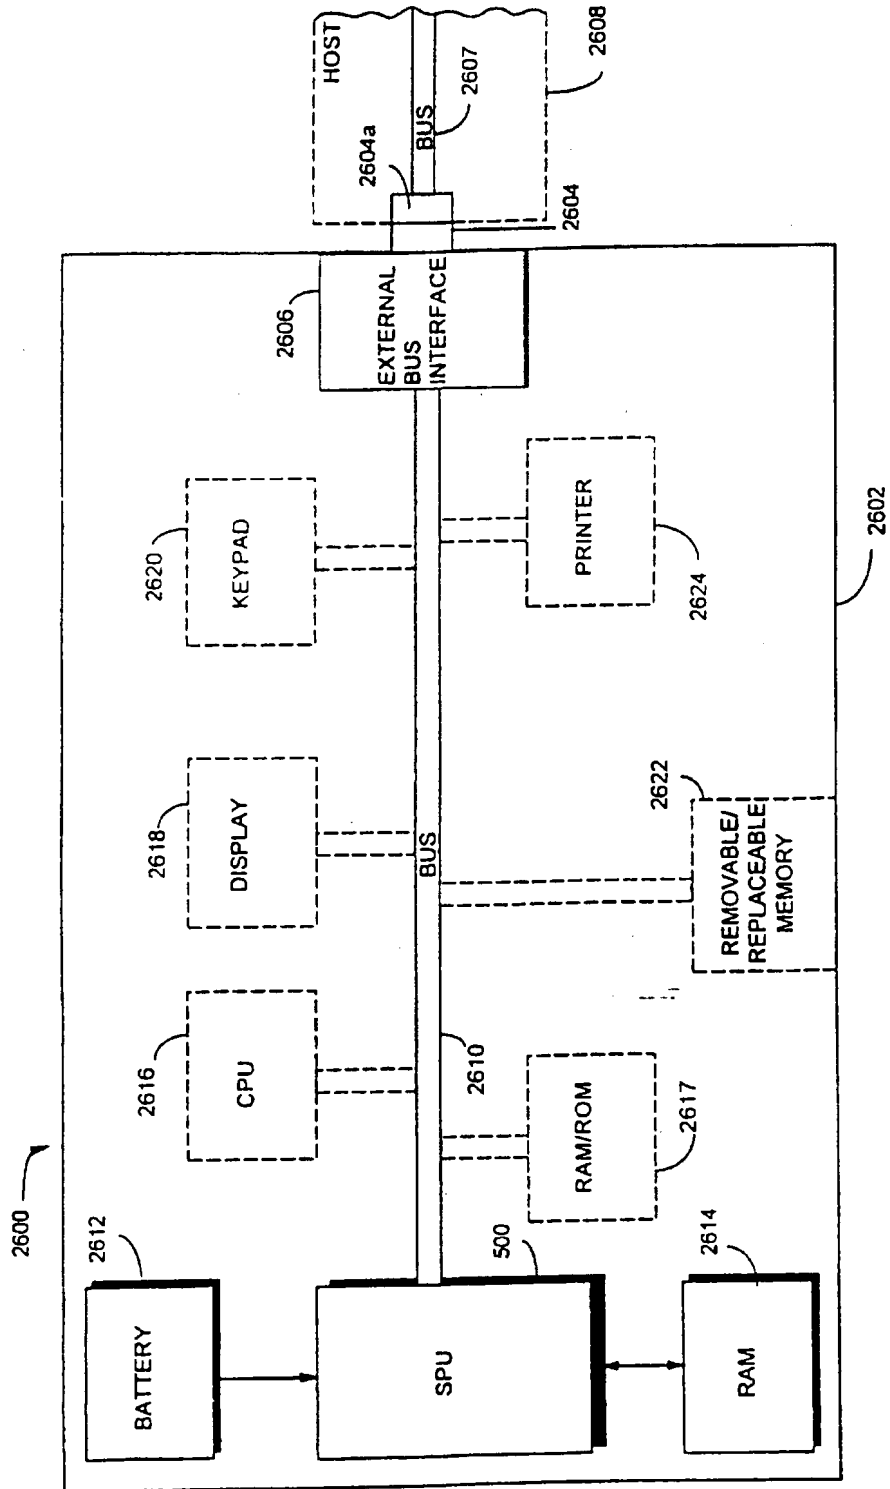 2600
2612
BATTERY
SPU
500
RAM
2614
2616
CPU
RAM/ROM
2617
2610
BUS
2618
DISPLAY
REMOVABLE/
REPLACEABLE
MEMORY
2622
2620
KEYPAD
PRINTER
2624
2606
EXTERNAL
BUS
INTERFACE
2602
2604a
2604
HOST
BUS
2607
2608